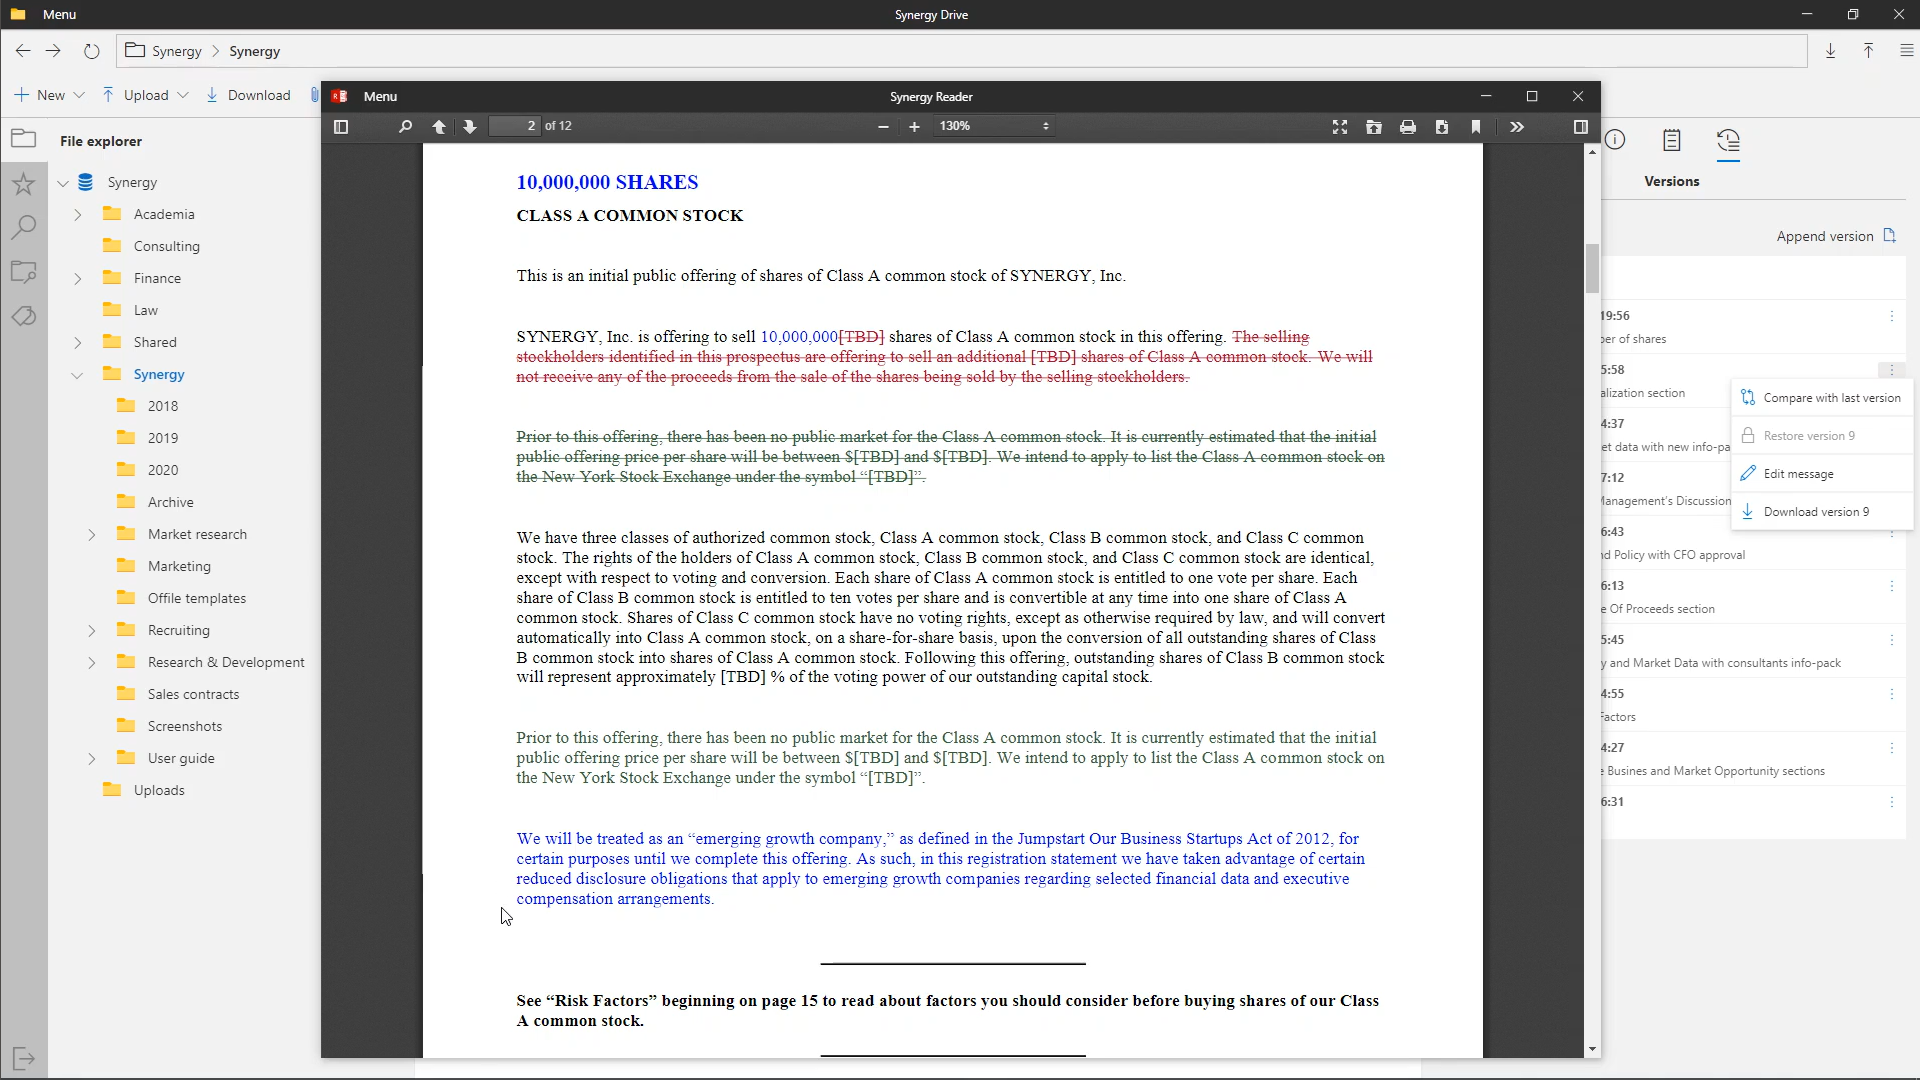 Menu
Synergy Drive
Synergy > Synergy
New
Upload
Download
File explorer
Synergy
Academia
Consulting
Finance
Law
Shared
Synergy
2018
2019
2020
Archive
Market research
Marketing
Offile templates
Recruiting
Research & Development
Sales contracts
Screenshots
User guide
Uploads
Menu
Synergy Reader
2 of 12
130%
10,000,000 SHARES
CLASS A COMMON STOCK
This is an initial public offering of shares of Class A common stock of SYNERGY, Inc.
SYNERGY, Inc. is offering to sell 10,000,000[TBD] shares of Class A common stock in this offering. The selling
stockholders identified in this prospectus are offering to sell an additional [TBD] shares of Class A common stock. We will
not receive any of the proceeds from the sale of the shares being sold by the selling stockholders.
Prior to this offering, there has been no public market for the Class A common stock. It is currently estimated that the initial
public offering price per share will be between $[TBD] and $[TBD]. We intend to apply to list the Class A common stock on
the New York Stock Exchange under the symbol “[TBD]”.
We have three classes of authorized common stock, Class A common stock, Class B common stock, and Class C common
stock. The rights of the holders of Class A common stock, Class B common stock, and Class C common stock are identical,
except with respect to voting and conversion. Each share of Class A common stock is entitled to one vote per share. Each
share of Class B common stock is entitled to ten votes per share and is convertible at any time into one share of Class A
common stock. Shares of Class C common stock have no voting rights, except as otherwise required by law, and will convert
automatically into Class A common stock, on a share-for-share basis, upon the conversion of all outstanding shares of Class
B common stock into shares of Class A common stock. Following this offering, outstanding shares of Class B common stock
will represent approximately [TBD] % of the voting power of our outstanding capital stock.
Prior to this offering, there has been no public market for the Class A common stock. It is currently estimated that the initial
public offering price per share will be between $[TBD] and $[TBD]. We intend to apply to list the Class A common stock on
the New York Stock Exchange under the symbol “[TBD]”.
We will be treated as an “emerging growth company,” as defined in the Jumpstart Our Business Startups Act of 2012, for
certain purposes until we complete this offering. As such, in this registration statement we have taken advantage of certain
reduced disclosure obligations that apply to emerging growth companies regarding selected financial data and executive
compensation arrangements.
See “Risk Factors” beginning on page 15 to read about factors you should consider before buying shares of our Class
A common stock.
Versions
Append version
19:56
ber of shares
5:58
alization section
4:37
et data with new info-pa
7:12
Management's Discussion
6:43
nd Policy with CFO approval
6:13
e Of Proceeds section
5:45
y and Market Data with consultants info-pack
4:55
Factors
4:27
e Busines and Market Opportunity sections
6:31
Compare with last version
Restore version 9
Edit message
Download version 9